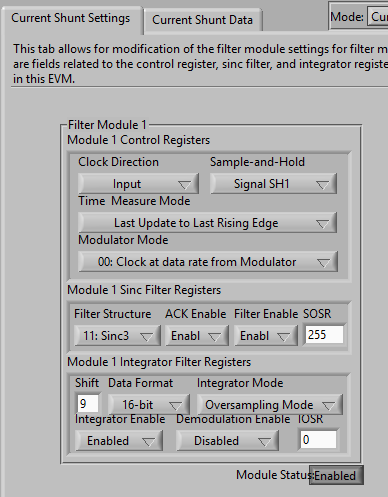 Current Shunt Settings
Current Shunt Data
Mode: Cu
This tab allows for modification of the filter module settings for filter m
are fields related to the control register, sinc filter, and integrator registe
in this EVM.
Filter Module 1
Module 1 Control Registers
Clock Direction Sample-and-Hold
Input Signal SH1
Time Measure Mode
Last Update to Last Rising Edge
Modulator Mode
00: Clock at data rate from Modulator
Module 1 Sinc Filter Registers
Filter Structure ACK Enable Filter Enable SOSR
11: Sinc3 Enabl Enabl 255
Module 1 Integrator Filter Registers
Shift Data Format Integrator Mode
9 16-bit Oversampling Mode
Integrator Enable Demodulation Enable IOSR
Enabled Disabled 0
Module Status: Enabled